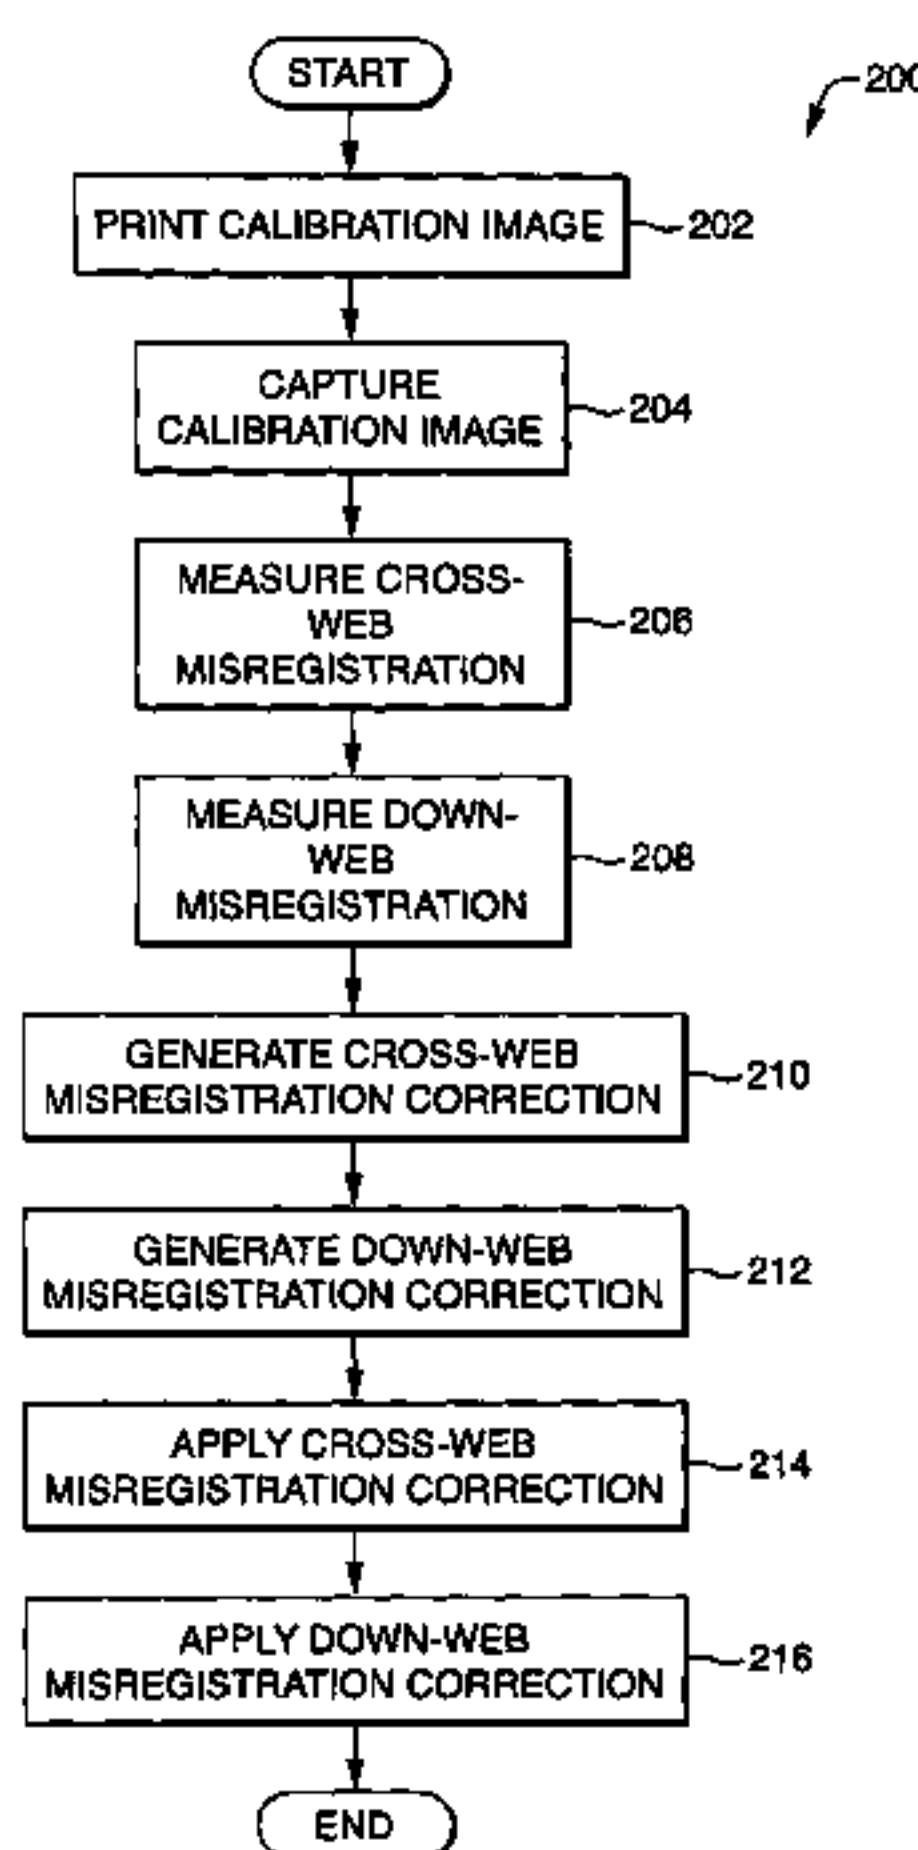 START
200
PRINT CALIBRATION IMAGE
202
CAPTURE
CALIBRATION IMAGE
204
MEASURE CROSS-
WEB
MISREGISTRATION
206
MEASURE DOWN-
WEB
MISREGISTRATION
208
GENERATE CROSS-WEB
MISREGISTRATION CORRECTION
210
GENERATE DOWN-WEB
MISREGISTRATION CORRECTION
212
APPLY CROSS-WEB
MISREGISTRATION CORRECTION
214
APPLY DOWN-WEB
MISREGISTRATION CORRECTION
216
END